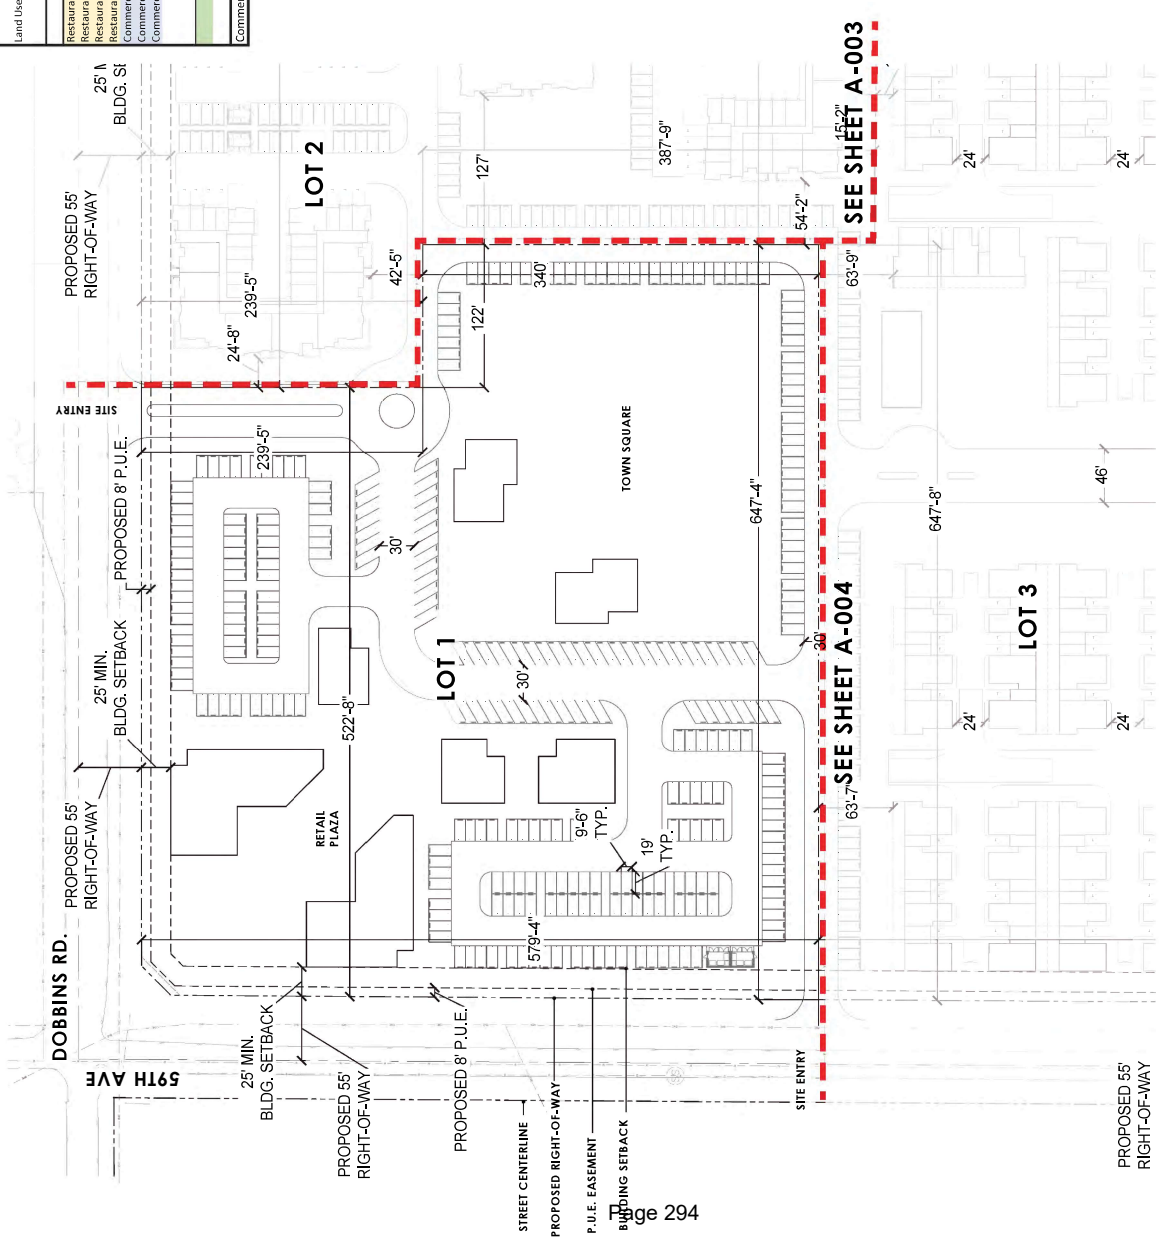 Land Use
Restaura
Restaura
Restaura
Restaura
Commerc
Commerc
Commerc
Commer
DOBBINS RD.
59TH AVE
PROPOSED 55'
RIGHT-OF-WAY
25' MIN.
BLDG. SETBACK
PROPOSED 8' P.U.E.
SITE ENTRY
PROPOSED 55'
RIGHT-OF-WAY
LOT 2
239'-5"
24'-8"
42'-5"
127'
387'-9"
15'-2"
54'-2"
SEE SHEET A-003
24'
24'
239'-5"
122'
340'
63'-9"
30'
TOWN SQUARE
647'-4"
647'-8"
46'
LOT 1
522'-8"
30'
30'
SEE SHEET A-004
LOT 3
24'
24'
RETAIL
PLAZA
9'-6"
TYP.
19'
TYP.
63'-7"
579'-4"
25' MIN.
BLDG. SETBACK
PROPOSED 55'
RIGHT-OF-WAY
PROPOSED 8' P.U.E.
STREET CENTERLINE
PROPOSED RIGHT-OF-WAY
P.U.E. EASEMENT
BUILDING SETBACK
SITE ENTRY
PROPOSED 55'
RIGHT-OF-WAY
Page 294